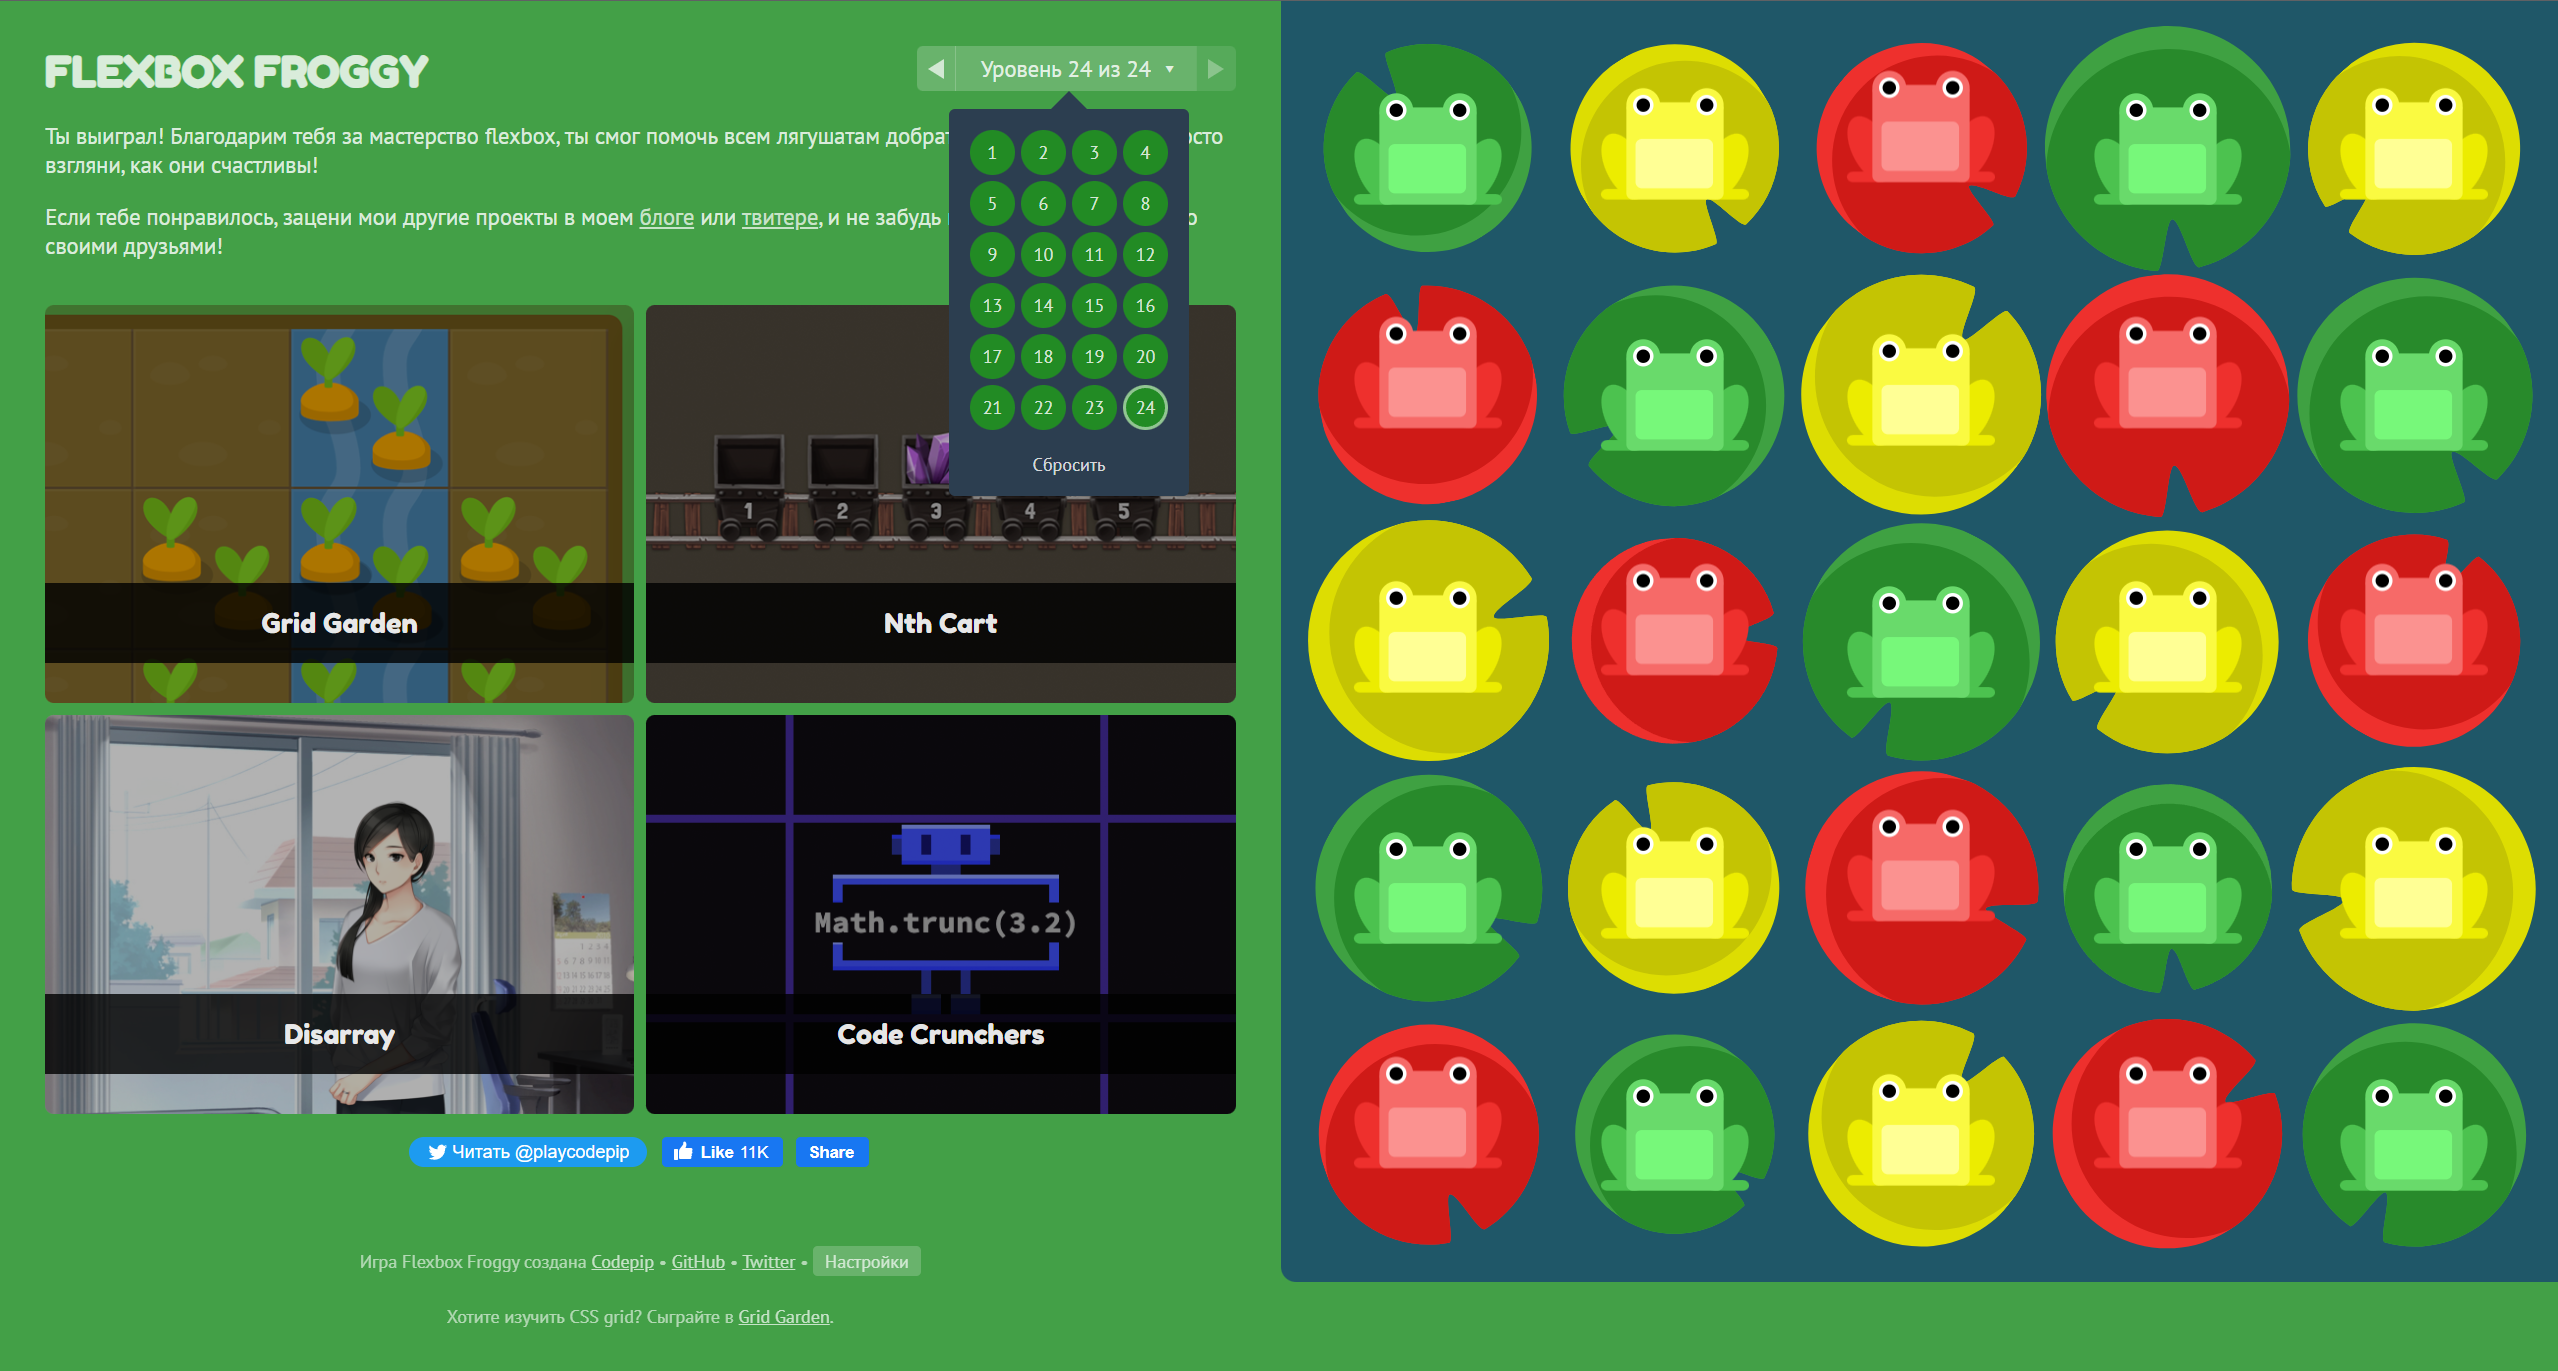 FLEXBOX FROGGY
Уровень 24 из 24
Ты выиграл! Благодарим тебя за мастерство flexbox, ты смог помочь всем лягушатам
взгляни, как они счастливы!
Если тебе понравилось, зацени мои другие проекты в моем блоге или твитере, и не забудь
своими друзьями!
1 2 3 4
5 6 7 8
9 10 11 12
13 14 15 16
17 18 19 20
21 22 23 24
Сбросить
1 2 3 4 5
Grid Garden
Nth Cart
Math.trunc(3.2)
Disarray
Code Crunchers
Читать @playcodepip
Like 11K
Share
Игра Flexbox Froggy создана Codepip • GitHub • Twitter • Настройки
Хотите изучить CSS grid? Сыграйте в Grid Garden.